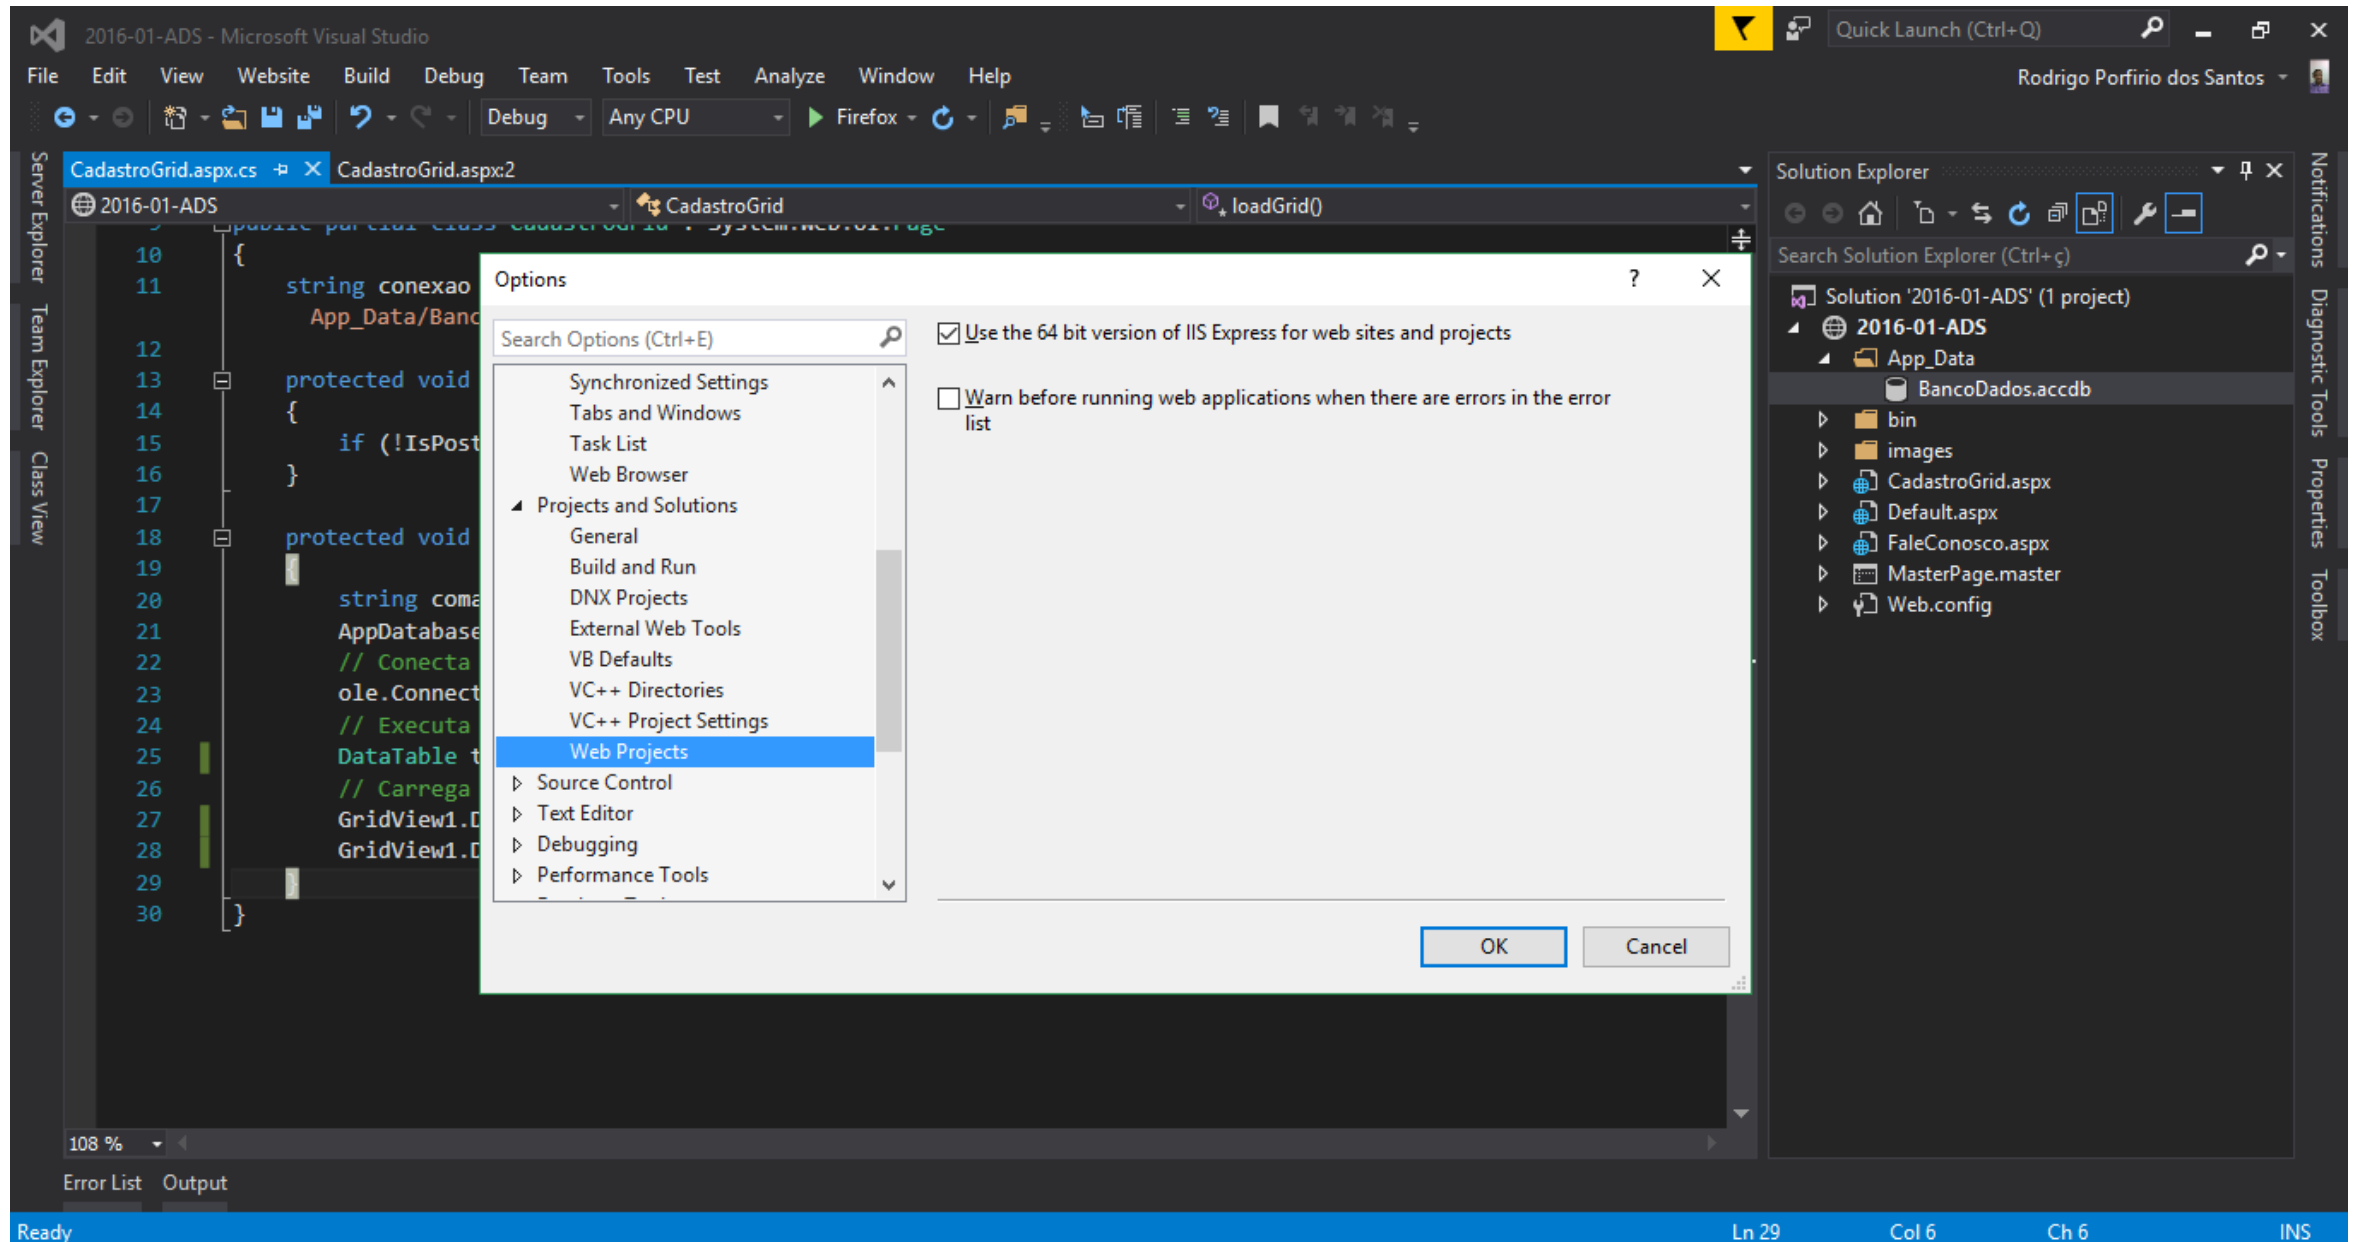 2016-01-ADS - Microsoft Visual Studio
Quick Launch (Ctrl+Q)
File Edit View Website Build Debug Team Tools Test Analyze Window Help
Rodrigo Porfirio dos Santos
Debug Any CPU Firefox
Server Explorer
Team Explorer
Class View
CadastroGrid.aspx.cs CadastroGrid.aspx:2
2016-01-ADS CadastroGrid loadGrid()
9 public partial class CadastroGrid : System.Web.UI.Page
10 {
11 string conexao
App_Data/Banc
12
13 protected void
14 {
15 if (!IsPost
16 }
17
18 protected void
19 {
20 string coma
21 AppDatabase
22 // Conecta
23 ole.Connect
24 // Executa
25 DataTable t
26 // Carrega
27 GridView1.D
28 GridView1.D
29 }
30 }
Options ?
Search Options (Ctrl+E)
Synchronized Settings
Tabs and Windows
Task List
Web Browser
Projects and Solutions
General
Build and Run
DNX Projects
External Web Tools
VB Defaults
VC++ Directories
VC++ Project Settings
Web Projects
Source Control
Text Editor
Debugging
Performance Tools
Use the 64 bit version of IIS Express for web sites and projects
Warn before running web applications when there are errors in the error
list
OK Cancel
Solution Explorer
Search Solution Explorer (Ctrl+ç)
Solution '2016-01-ADS' (1 project)
2016-01-ADS
App_Data
BancoDados.accdb
bin
images
CadastroGrid.aspx
Default.aspx
FaleConosco.aspx
MasterPage.master
Web.config
Notifications
Diagnostic Tools
Properties
Toolbox
108 %
Error List Output
Ready Ln 29 Col 6 Ch 6 INS